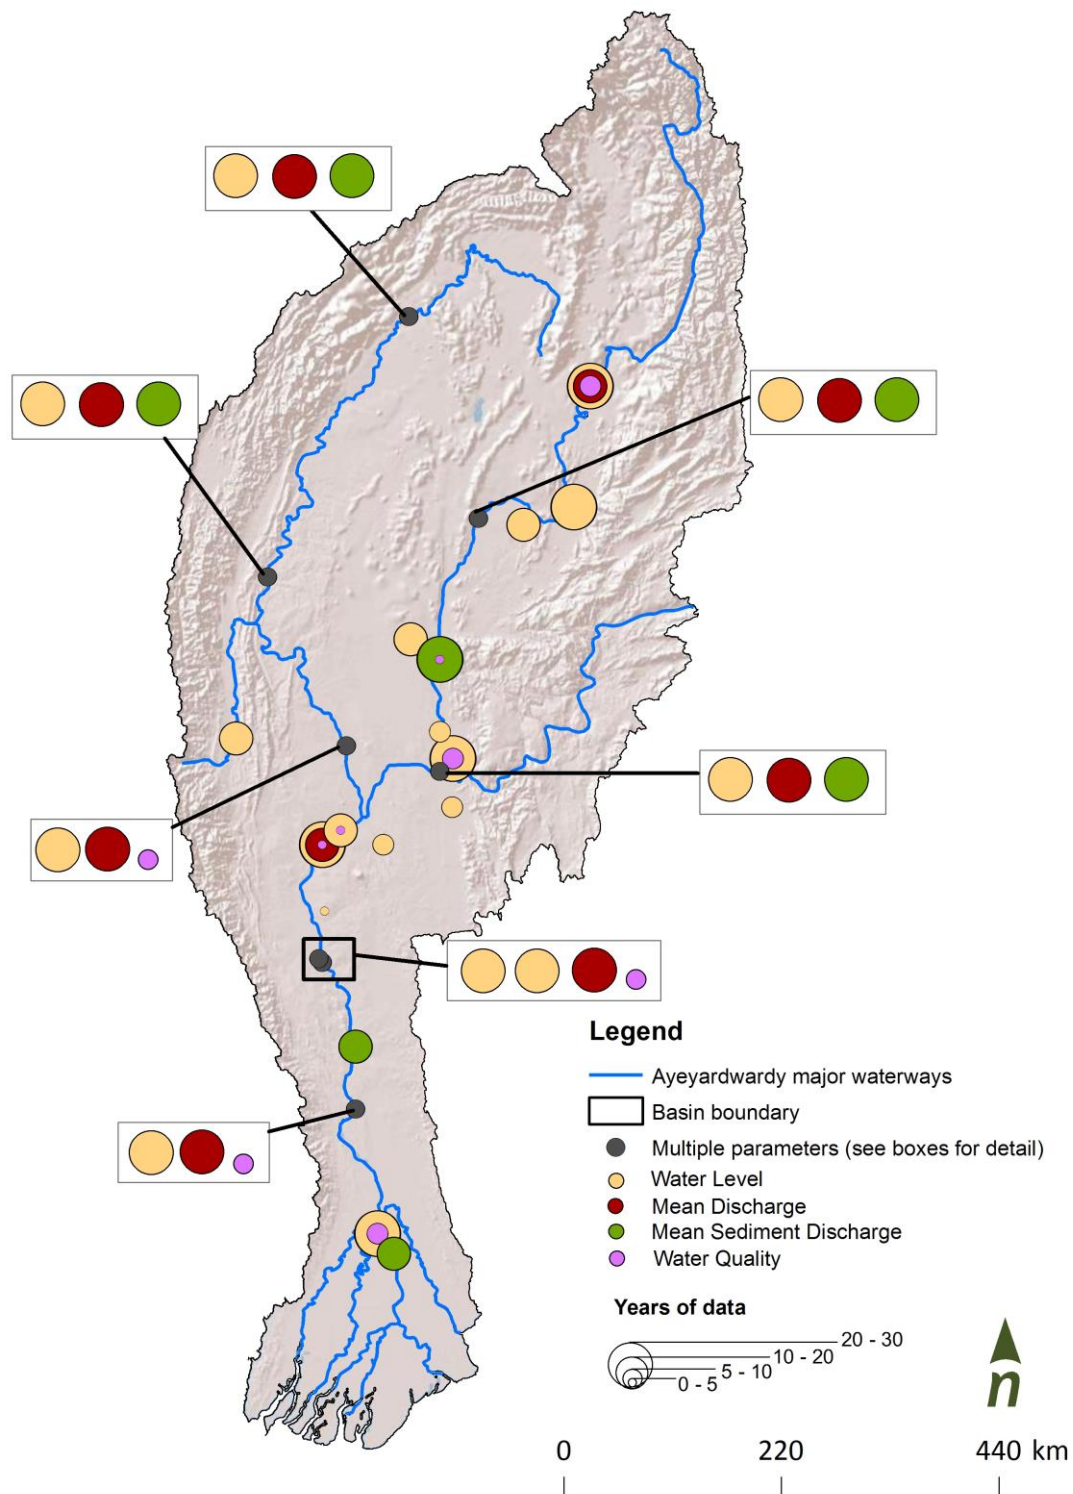 Legend
Ayeyardwardy major waterways
Basin boundary
Multiple parameters (see boxes for detail)
Water Level
Mean Discharge
Mean Sediment Discharge
Water Quality
Years of data
20 - 30
10 - 20
5 - 10
0 - 5
n
0 220 440 km